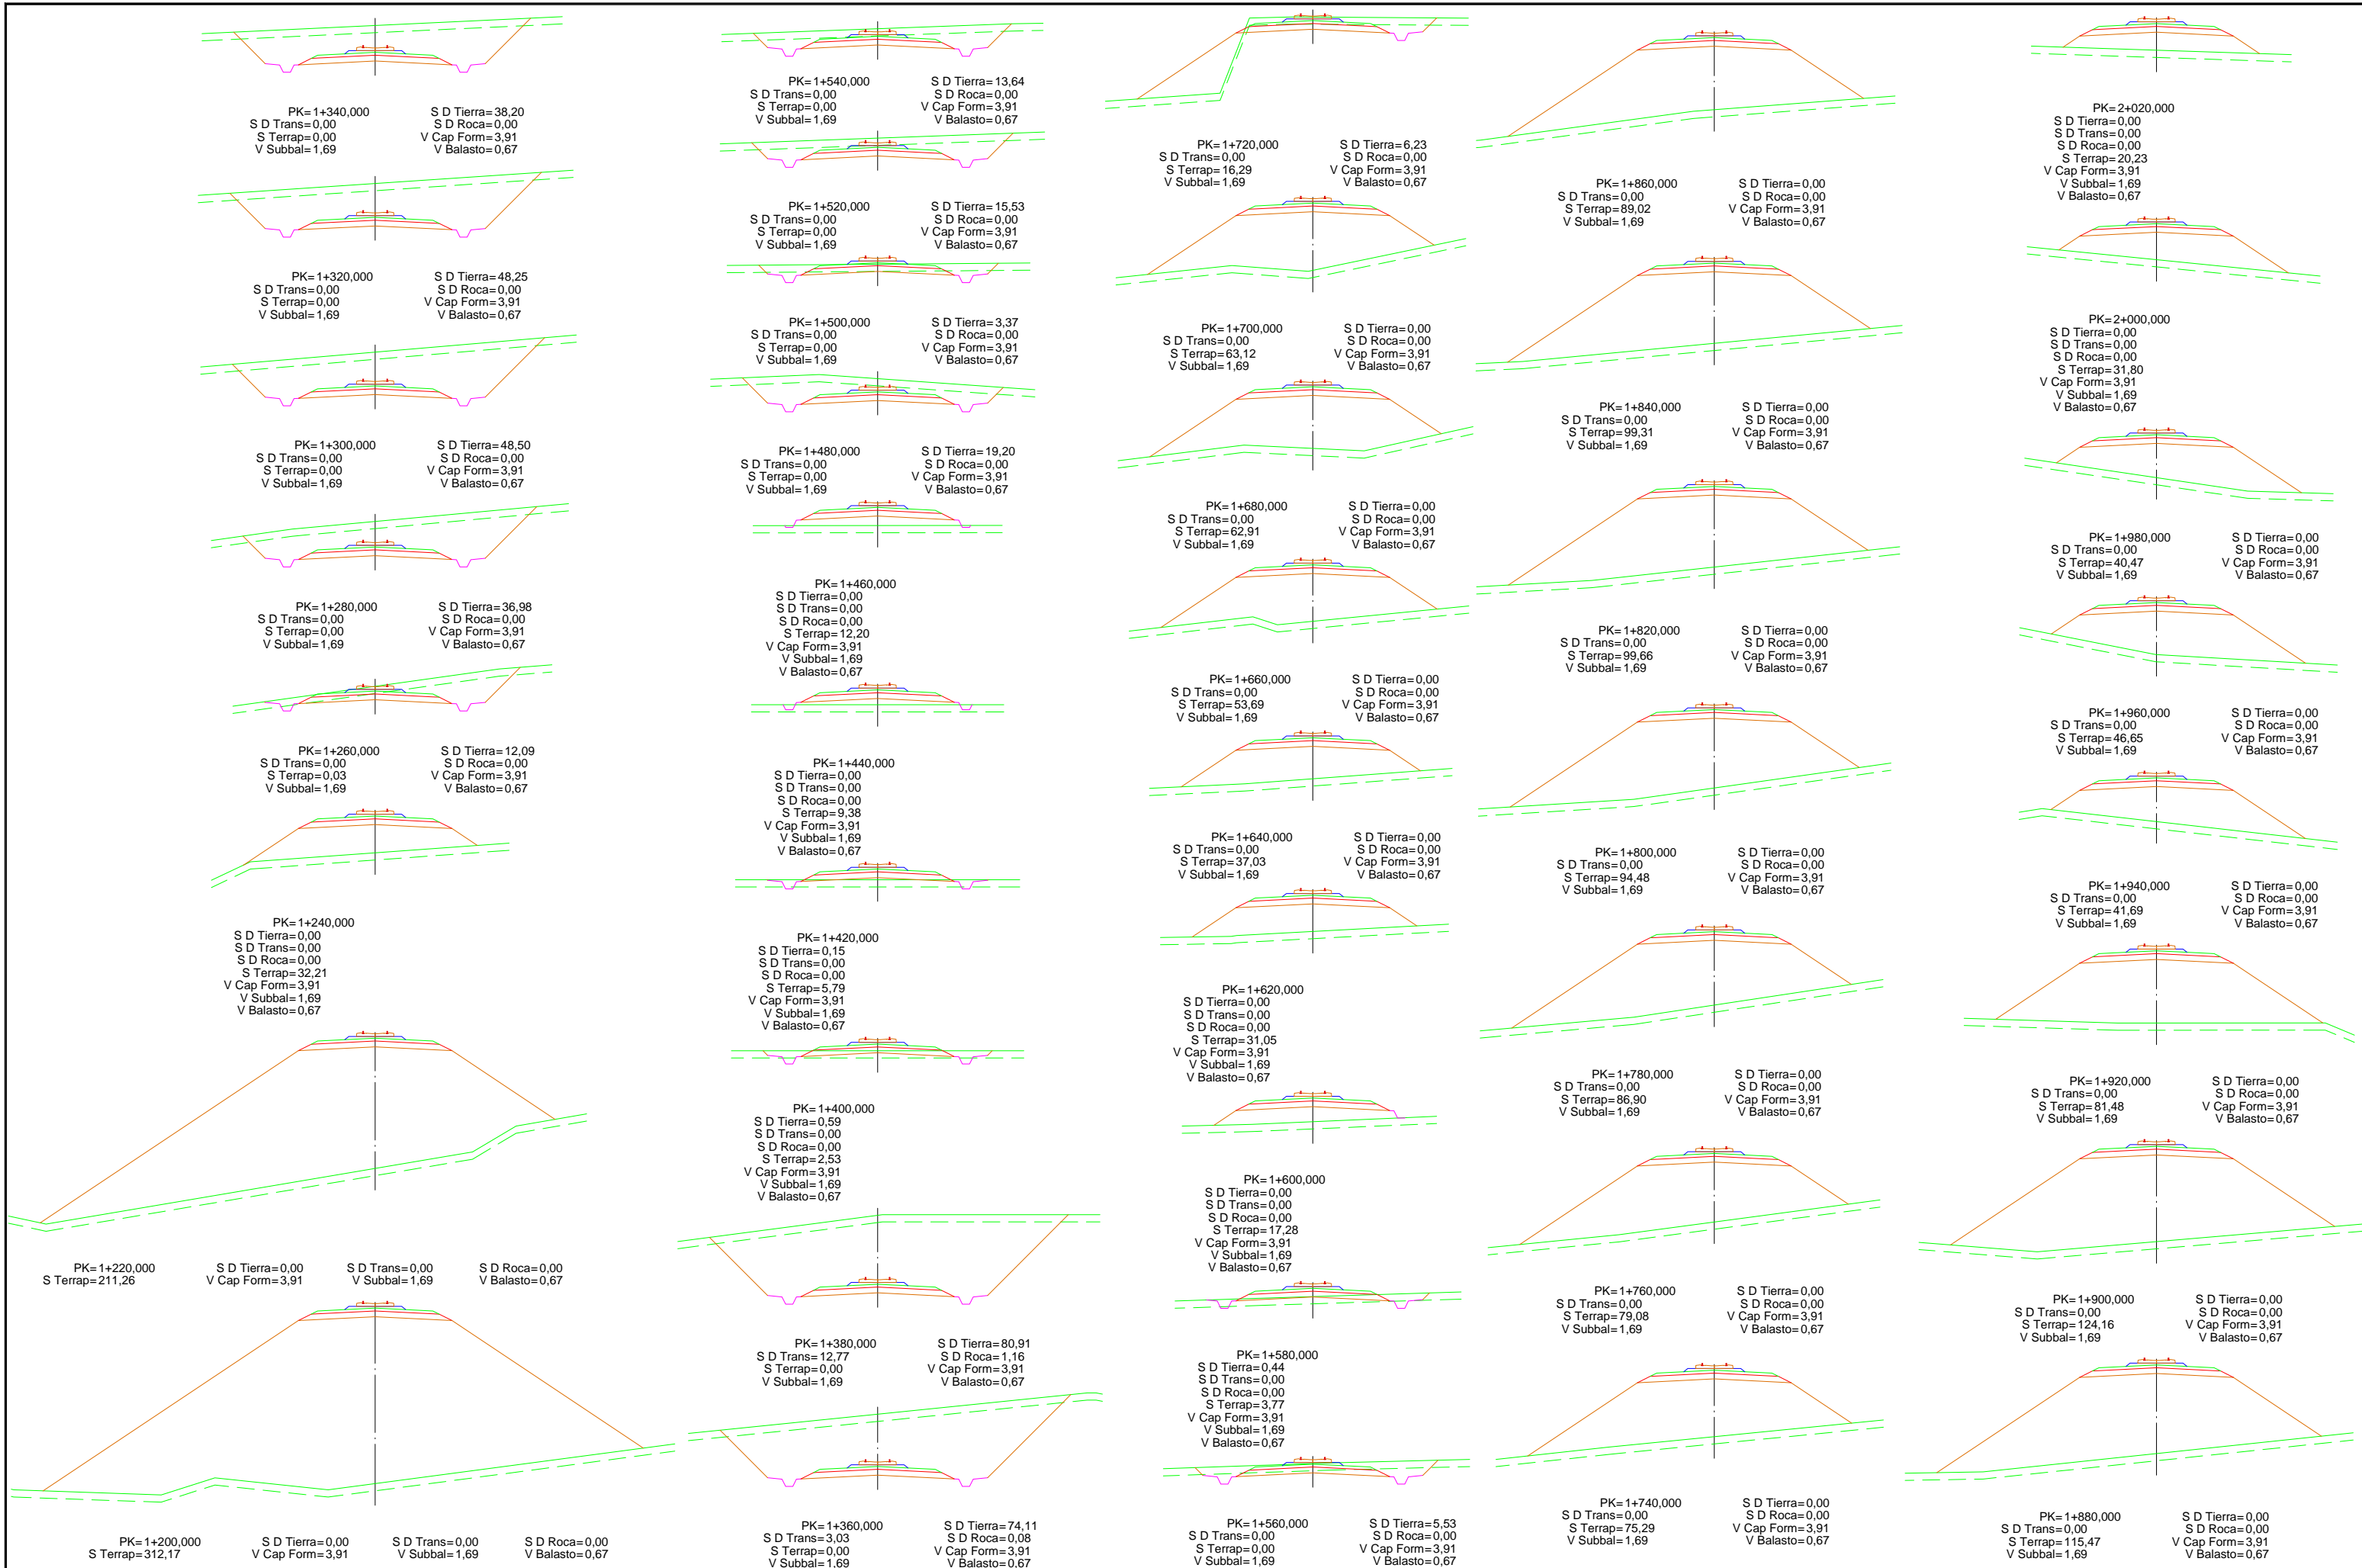 PK=1+340,000 S D Tierra=38,20
S D Trans=0,00 S D Roca=0,00
S Terrap=0,00 V Cap Form=3,91
V Subbal=1,69 V Balasto=0,67
PK=1+320,000 S D Tierra=48,25
S D Trans=0,00 S D Roca=0,00
S Terrap=0,00 V Cap Form=3,91
V Subbal=1,69 V Balasto=0,67
PK=1+300,000 S D Tierra=48,50
S D Trans=0,00 S D Roca=0,00
S Terrap=0,00 V Cap Form=3,91
V Subbal=1,69 V Balasto=0,67
PK=1+280,000 S D Tierra=36,98
S D Trans=0,00 S D Roca=0,00
S Terrap=0,00 V Cap Form=3,91
V Subbal=1,69 V Balasto=0,67
PK=1+260,000 S D Tierra=12,09
S D Trans=0,00 S D Roca=0,00
S Terrap=0,03 V Cap Form=3,91
V Subbal=1,69 V Balasto=0,67
PK=1+240,000
S D Tierra=0,00
S D Trans=0,00
S D Roca=0,00
S Terrap=32,21
V Cap Form=3,91
V Subbal=1,69
V Balasto=0,67
PK=1+220,000 S D Tierra=0,00 S D Trans=0,00 S D Roca=0,00
S Terrap=211,26 V Cap Form=3,91 V Subbal=1,69 V Balasto=0,67
PK=1+200,000 S D Tierra=0,00 S D Trans=0,00 S D Roca=0,00
S Terrap=312,17 V Cap Form=3,91 V Subbal=1,69 V Balasto=0,67
PK=1+540,000 S D Tierra=13,64
S D Trans=0,00 S D Roca=0,00
S Terrap=0,00 V Cap Form=3,91
V Subbal=1,69 V Balasto=0,67
PK=1+520,000 S D Tierra=15,53
S D Trans=0,00 S D Roca=0,00
S Terrap=0,00 V Cap Form=3,91
V Subbal=1,69 V Balasto=0,67
PK=1+500,000 S D Tierra=3,37
S D Trans=0,00 S D Roca=0,00
S Terrap=0,00 V Cap Form=3,91
V Subbal=1,69 V Balasto=0,67
PK=1+480,000 S D Tierra=19,20
S D Trans=0,00 S D Roca=0,00
S Terrap=0,00 V Cap Form=3,91
V Subbal=1,69 V Balasto=0,67
PK=1+460,000
S D Tierra=0,00
S D Trans=0,00
S D Roca=0,00
S Terrap=12,20
V Cap Form=3,91
V Subbal=1,69
V Balasto=0,67
PK=1+440,000
S D Tierra=0,00
S D Trans=0,00
S D Roca=0,00
S Terrap=9,38
V Cap Form=3,91
V Subbal=1,69
V Balasto=0,67
PK=1+420,000
S D Tierra=0,15
S D Trans=0,00
S D Roca=0,00
S Terrap=5,79
V Cap Form=3,91
V Subbal=1,69
V Balasto=0,67
PK=1+400,000
S D Tierra=0,59
S D Trans=0,00
S D Roca=0,00
S Terrap=2,53
V Cap Form=3,91
V Subbal=1,69
V Balasto=0,67
PK=1+380,000 S D Tierra=80,91
S D Trans=12,77 S D Roca=1,16
S Terrap=0,00 V Cap Form=3,91
V Subbal=1,69 V Balasto=0,67
PK=1+360,000 S D Tierra=74,11
S D Trans=3,03 S D Roca=0,08
S Terrap=0,00 V Cap Form=3,91
V Subbal=1,69 V Balasto=0,67
PK=1+720,000 S D Tierra=6,23
S D Trans=0,00 S D Roca=0,00
S Terrap=16,29 V Cap Form=3,91
V Subbal=1,69 V Balasto=0,67
PK=1+700,000 S D Tierra=0,00
S D Trans=0,00 S D Roca=0,00
S Terrap=63,12 V Cap Form=3,91
V Subbal=1,69 V Balasto=0,67
PK=1+680,000 S D Tierra=0,00
S D Trans=0,00 S D Roca=0,00
S Terrap=62,91 V Cap Form=3,91
V Subbal=1,69 V Balasto=0,67
PK=1+660,000 S D Tierra=0,00
S D Trans=0,00 S D Roca=0,00
S Terrap=53,69 V Cap Form=3,91
V Subbal=1,69 V Balasto=0,67
PK=1+640,000 S D Tierra=0,00
S D Trans=0,00 S D Roca=0,00
S Terrap=37,03 V Cap Form=3,91
V Subbal=1,69 V Balasto=0,67
PK=1+620,000
S D Tierra=0,00
S D Trans=0,00
S D Roca=0,00
S Terrap=31,05
V Cap Form=3,91
V Subbal=1,69
V Balasto=0,67
PK=1+600,000
S D Tierra=0,00
S D Trans=0,00
S D Roca=0,00
S Terrap=17,28
V Cap Form=3,91
V Subbal=1,69
V Balasto=0,67
PK=1+580,000
S D Tierra=0,44
S D Trans=0,00
S D Roca=0,00
S Terrap=3,77
V Cap Form=3,91
V Subbal=1,69
V Balasto=0,67
PK=1+560,000 S D Tierra=5,53
S D Trans=0,00 S D Roca=0,00
S Terrap=0,00 V Cap Form=3,91
V Subbal=1,69 V Balasto=0,67
PK=1+860,000 S D Tierra=0,00
S D Trans=0,00 S D Roca=0,00
S Terrap=89,02 V Cap Form=3,91
V Subbal=1,69 V Balasto=0,67
PK=1+840,000 S D Tierra=0,00
S D Trans=0,00 S D Roca=0,00
S Terrap=99,31 V Cap Form=3,91
V Subbal=1,69 V Balasto=0,67
PK=1+820,000 S D Tierra=0,00
S D Trans=0,00 S D Roca=0,00
S Terrap=99,66 V Cap Form=3,91
V Subbal=1,69 V Balasto=0,67
PK=1+800,000 S D Tierra=0,00
S D Trans=0,00 S D Roca=0,00
S Terrap=94,48 V Cap Form=3,91
V Subbal=1,69 V Balasto=0,67
PK=1+780,000 S D Tierra=0,00
S D Trans=0,00 S D Roca=0,00
S Terrap=86,90 V Cap Form=3,91
V Subbal=1,69 V Balasto=0,67
PK=1+760,000 S D Tierra=0,00
S D Trans=0,00 S D Roca=0,00
S Terrap=79,08 V Cap Form=3,91
V Subbal=1,69 V Balasto=0,67
PK=1+740,000 S D Tierra=0,00
S D Trans=0,00 S D Roca=0,00
S Terrap=75,29 V Cap Form=3,91
V Subbal=1,69 V Balasto=0,67
PK=2+020,000
S D Tierra=0,00
S D Trans=0,00
S D Roca=0,00
S Terrap=20,23
V Cap Form=3,91
V Subbal=1,69
V Balasto=0,67
PK=2+000,000
S D Tierra=0,00
S D Trans=0,00
S D Roca=0,00
S Terrap=31,80
V Cap Form=3,91
V Subbal=1,69
V Balasto=0,67
PK=1+980,000 S D Tierra=0,00
S D Trans=0,00 S D Roca=0,00
S Terrap=40,47 V Cap Form=3,91
V Subbal=1,69 V Balasto=0,67
PK=1+960,000 S D Tierra=0,00
S D Trans=0,00 S D Roca=0,00
S Terrap=46,65 V Cap Form=3,91
V Subbal=1,69 V Balasto=0,67
PK=1+940,000 S D Tierra=0,00
S D Trans=0,00 S D Roca=0,00
S Terrap=41,69 V Cap Form=3,91
V Subbal=1,69 V Balasto=0,67
PK=1+920,000 S D Tierra=0,00
S D Trans=0,00 S D Roca=0,00
S Terrap=81,48 V Cap Form=3,91
V Subbal=1,69 V Balasto=0,67
PK=1+900,000 S D Tierra=0,00
S D Trans=0,00 S D Roca=0,00
S Terrap=124,16 V Cap Form=3,91
V Subbal=1,69 V Balasto=0,67
PK=1+880,000 S D Tierra=0,00
S D Trans=0,00 S D Roca=0,00
S Terrap=115,47 V Cap Form=3,91
V Subbal=1,69 V Balasto=0,67